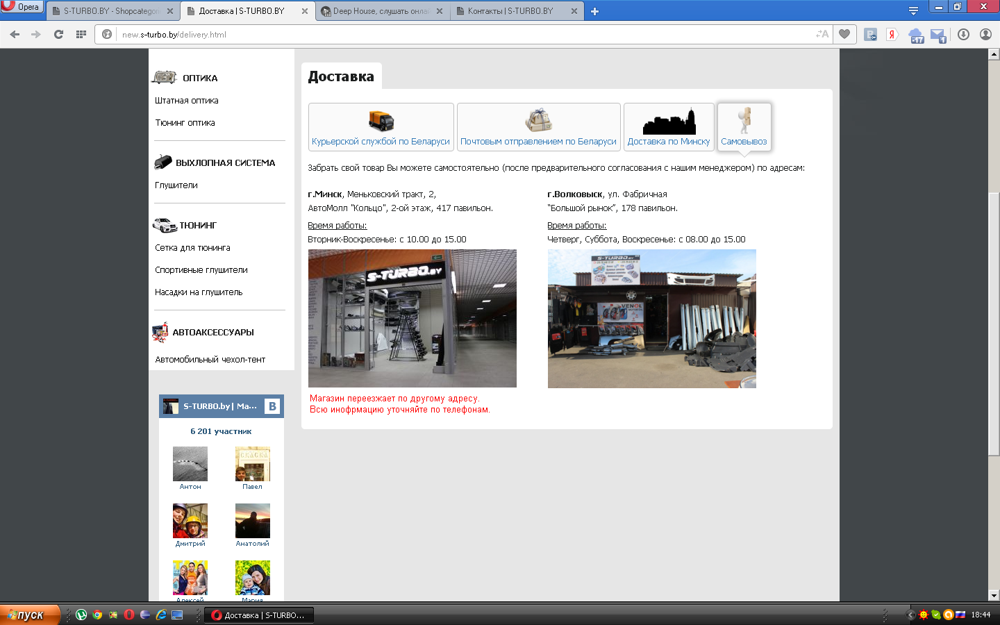 Opera
S-TURBO.BY - Shopcategor
Доставка | S-TURBO.BY
Deep House, слушать онлай
Контакты | S-TURBO.BY
new.s-turbo.by/delivery.html
17
1
ОПТИКА
Штатная оптика
Тюнинг оптика
ВЫХЛОПНАЯ СИСТЕМА
Глушители
ТЮНИНГ
Сетка для тюнинга
Спортивные глушители
Насадки на глушитель
АВТОАКСЕССУАРЫ
Автомобильный чехол-тент
S-TURBO.by | Ма...
B
6 201 участник
Антон
Павел
Дмитрий
Анатолий
Алексей
Мария
Доставка
Курьерской службой по Беларуси
Почтовым отправлением по Беларуси
Доставка по Минску
Самовывоз
Забрать свой товар Вы можете самостоятельно (после предварительного согласования с нашим менеджером) по адресам:
г.Минск, Меньковский тракт, 2,
АвтоМолл "Кольцо", 2-ой этаж, 417 павильон.
Время работы:
Вторник-Воскресенье: с 10.00 до 15.00
S-TURBO.BY
г.Волковыск, ул. Фабричная
“Большой рынок”, 178 павильон.
Время работы:
Четверг, Суббота, Воскресенье: с 08.00 до 15.00
S-TURBO
VENOL
Магазин переезжает по другому адресу.
Всю инофрмацию уточняйте по телефонам.
пуск
Доставка | S-TURBO...
18:44